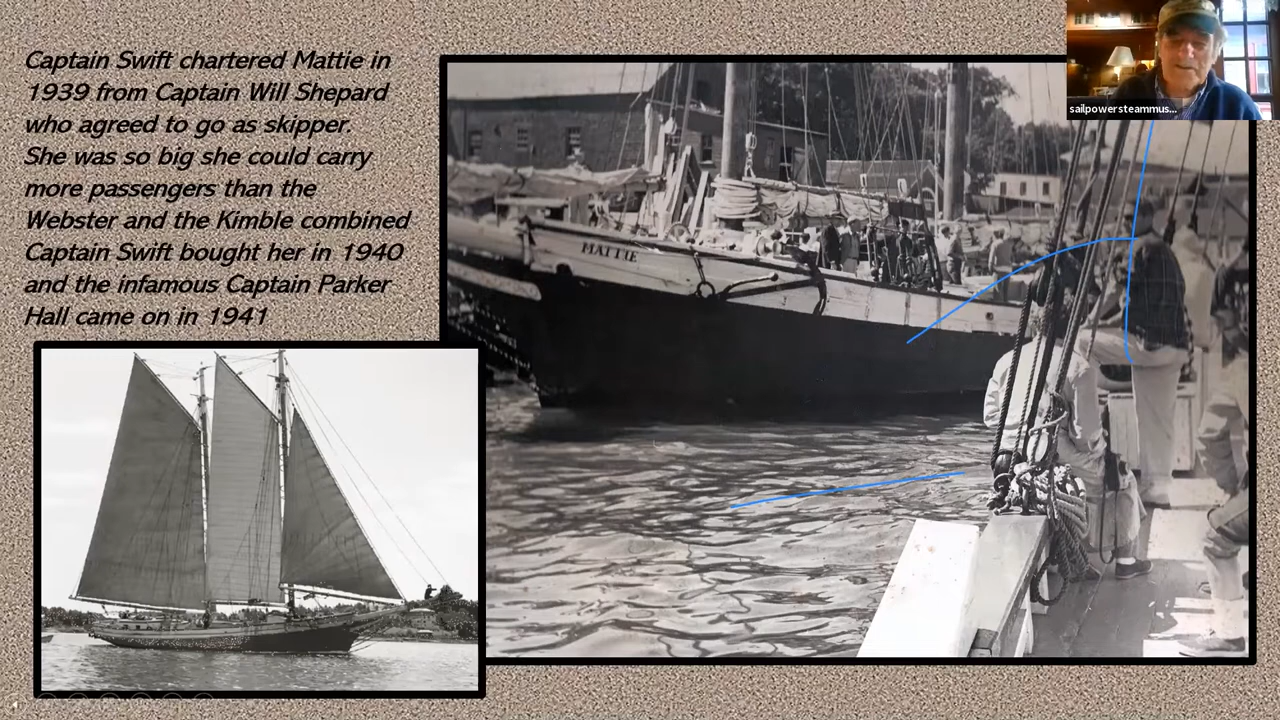 Captain Swift chartered Mattie in
1939 from Captain Will Shepard
who agreed to go as skipper.
She was so big she could carry
more passengers than the
Webster and the Kimble combined
Captain Swift bought her in 1940
and the infamous Captain Parker
Hall came on in 1941
MATTIE
sailpowersteammus...